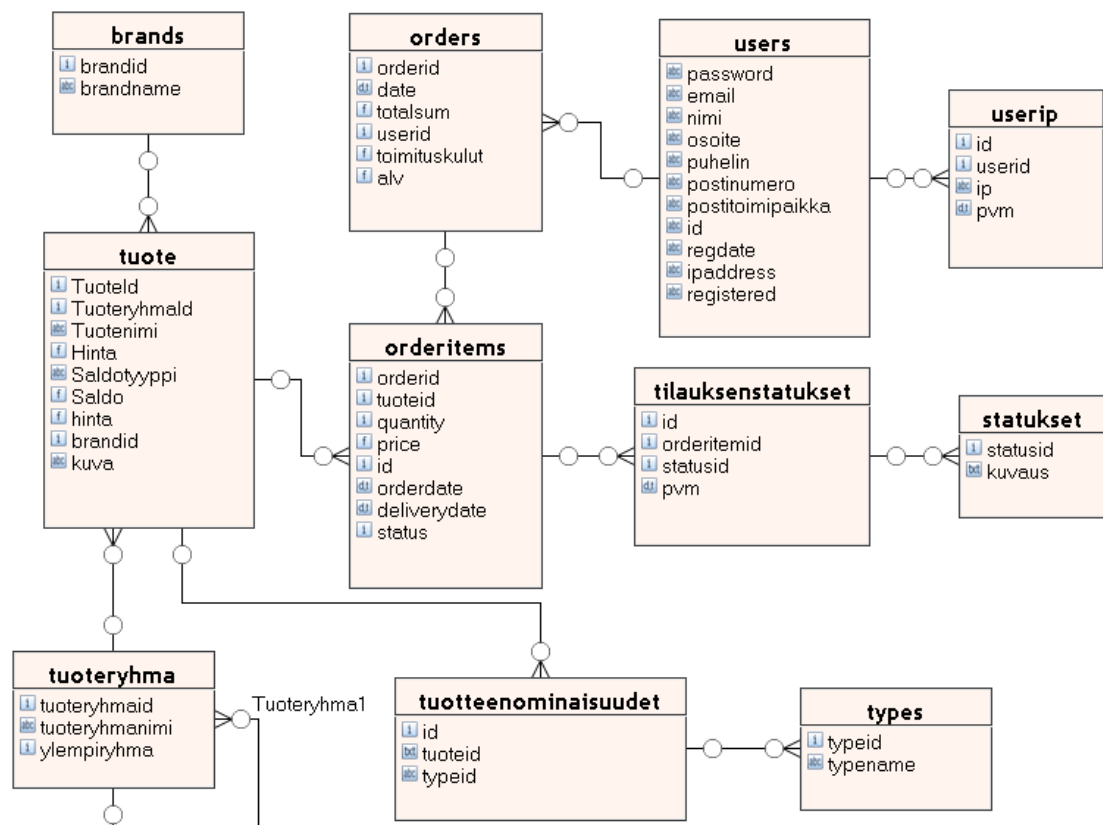 brands
brandid
brandname
orders
orderid
date
totalsum
userid
toimituskulut
alv
users
password
email
nimi
osoite
puhelin
postinumero
postitoimipaikka
id
regdate
ipaddress
registered
userip
id
userid
ip
pvm
tuote
TuoteId
TuoteryhmaId
Tuotenimi
Hinta
Saldotyyppi
Saldo
hinta
brandid
kuva
orderitems
orderid
tuoteid
quantity
price
id
orderdate
deliverydate
status
tilauksenstatukset
id
orderitemid
statusid
pvm
statukset
statusid
kuvaus
tuoteryhma
tuoteryhmaid
tuoteryhmanimi
ylempiryhma
Tuoteryhma1
tuotteenominaisuudet
id
tuoteid
typeid
types
typeid
typename